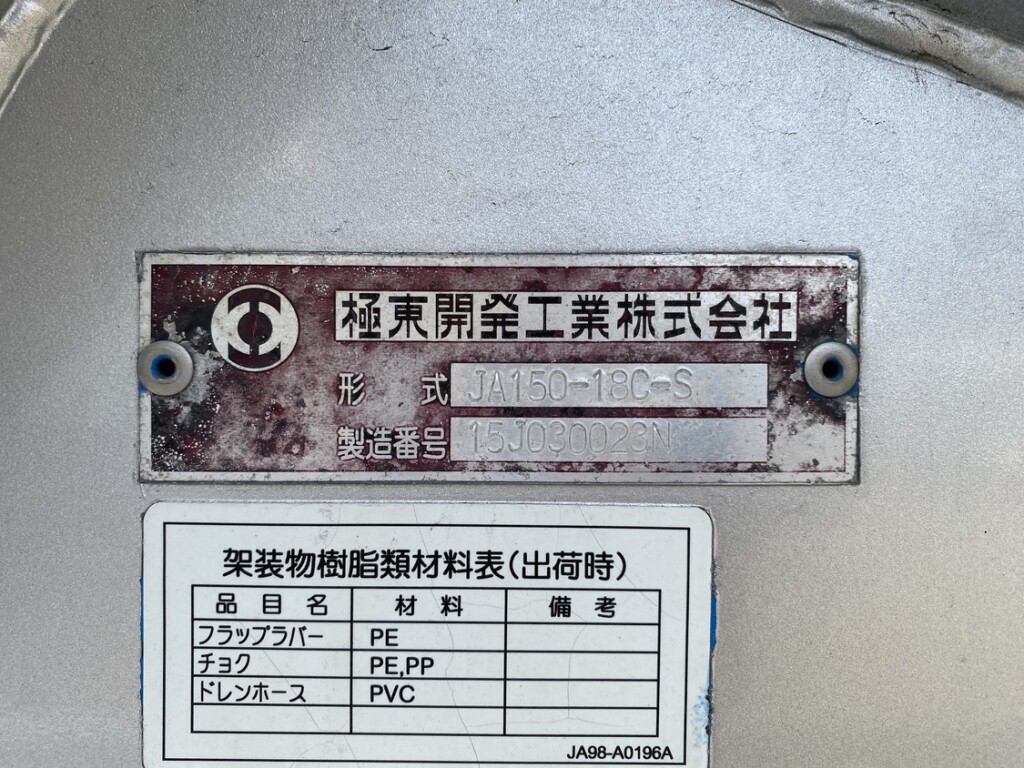 極東開発工業株式会社
形 式 JA150-18C-S
製造番号 15J030023N
架装物樹脂類材料表(出荷時)
品目名 材料 備考
フラップラバー PE
チョク PE,PP
ドレンホース PVC
JA98-A0196A